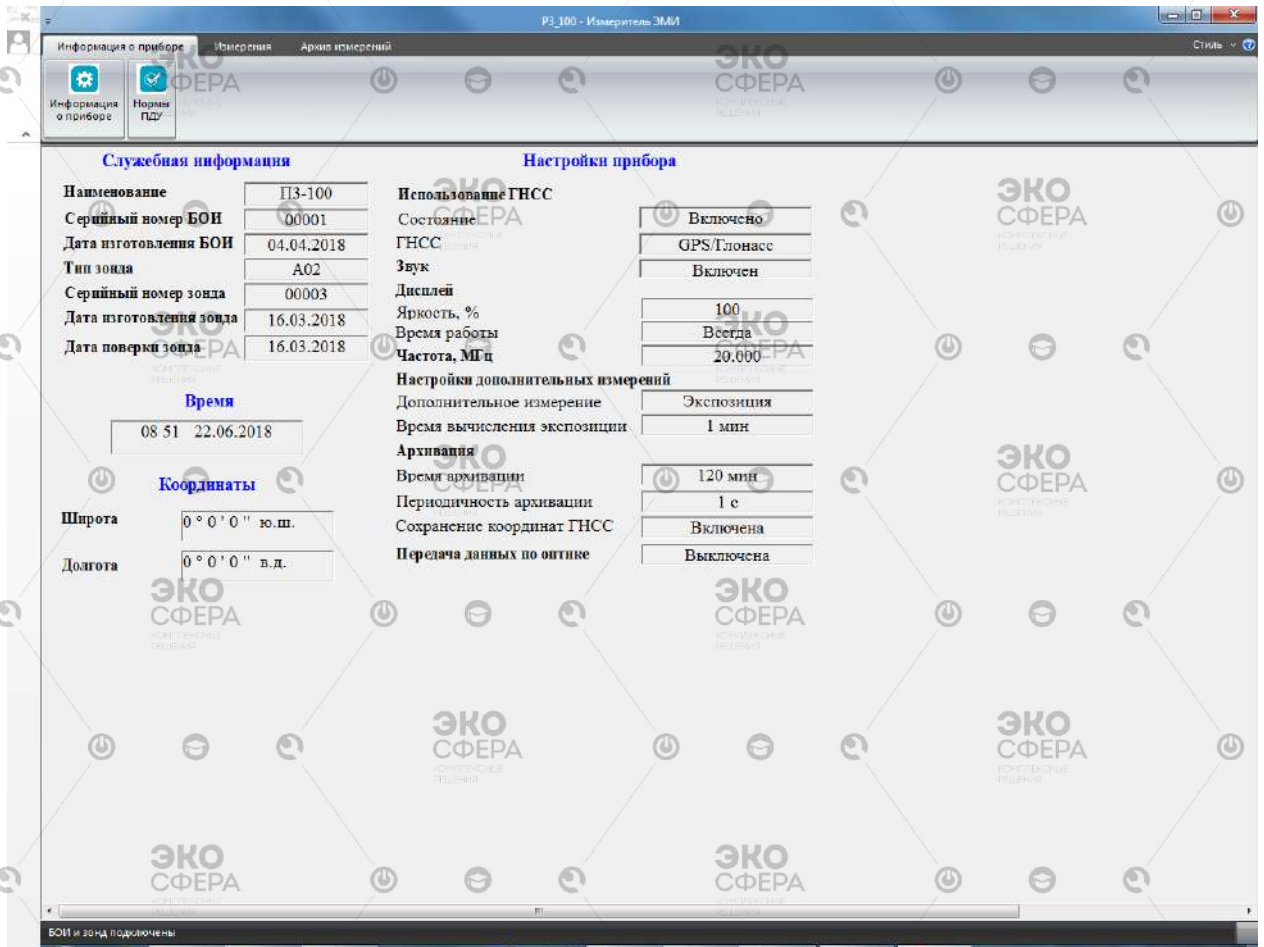 P3_100 - Измеритель ЭМИ
Информация о приборе Измерения Архив измерений Стиль
Информация о приборе
Нормы ПДУ
Служебная информация
Наименование П3-100
Серийный номер БОИ 00001
Дата изготовления БОИ 04.04.2018
Тип зонда А02
Серийный номер зонда 00003
Дата изготовления зонда 16.03.2018
Дата поверки зонда 16.03.2018
Время
08 51 22.06.2018
Координаты
Широта 0 ° 0 ' 0 " ю.ш.
Долгота 0 ° 0 ' 0 " в.д.
Настройки прибора
Использование ГНСС
Состояние Включено
ГНСС GPS/Глонасс
Звук Включен
Дисплей
Яркость, % 100
Время работы Всегда
Частота, МГц 20.000
Настройки дополнительных измерений
Дополнительное измерение Экспозиция
Время вычисления экспозиции 1 мин
Архивация
Время архивации 120 мин
Периодичность архивации 1 с
Сохранение координат ГНСС Включена
Передача данных по оптике Выключена
БОИ и зонд подключены
ЭКО СФЕРА
КОМПЛЕКСНЫЕ РЕШЕНИЯ